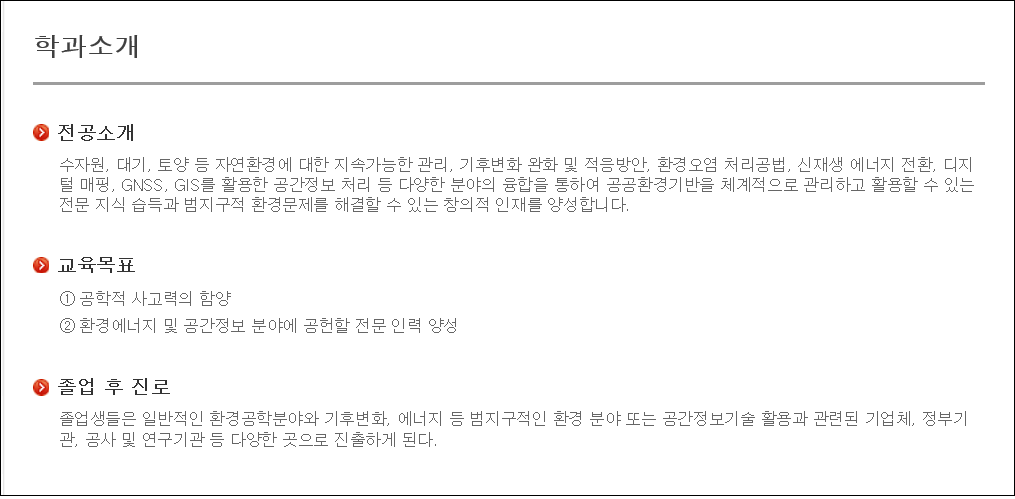 학과소개
전공소개
수자원, 대기, 토양 등 자연환경에 대한 지속가능한 관리, 기후변화 완화 및 적응방안, 환경오염 처리공법, 신재생 에너지 전환, 디지
털 매핑, GNSS, GIS를 활용한 공간정보 처리 등 다양한 분야의 융합을 통하여 공공환경기반을 체계적으로 관리하고 활용할 수 있는
전문 지식 습득과 범지구적 환경문제를 해결할 수 있는 창의적 인재를 양성합니다.
교육목표
① 공학적 사고력의 함양
② 환경에너지 및 공간정보 분야에 공헌할 전문 인력 양성
졸업 후 진로
졸업생들은 일반적인 환경공학분야와 기후변화, 에너지 등 범지구적인 환경 분야 또는 공간정보기술 활용과 관련된 기업체, 정부기
관, 공사 및 연구기관 등 다양한 곳으로 진출하게 된다.